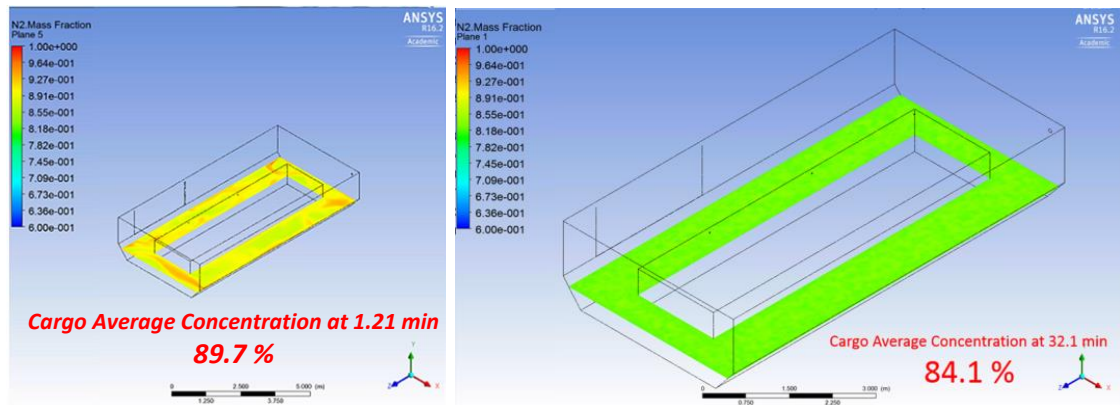 N2.Mass Fraction
Plane 5
1.00e+000
9.64e-001
9.27e-001
8.91e-001
8.55e-001
8.18e-001
7.82e-001
7.45e-001
7.09e-001
6.73e-001
6.36e-001
6.00e-001
ANSYS
R16.2
Academic
Cargo Average Concentration at 1.21 min
89.7 %
0 2.500 5.000 (m)
1.250 3.750
Y
Z X
N2.Mass Fraction
Plane 1
1.00e+000
9.64e-001
9.27e-001
8.91e-001
8.55e-001
8.18e-001
7.82e-001
7.45e-001
7.09e-001
6.73e-001
6.36e-001
6.00e-001
ANSYS
R16.2
Academic
Cargo Average Concentration at 32.1 min
84.1 %
0 1.500 3.000 (m)
0.750 2.250
Z X